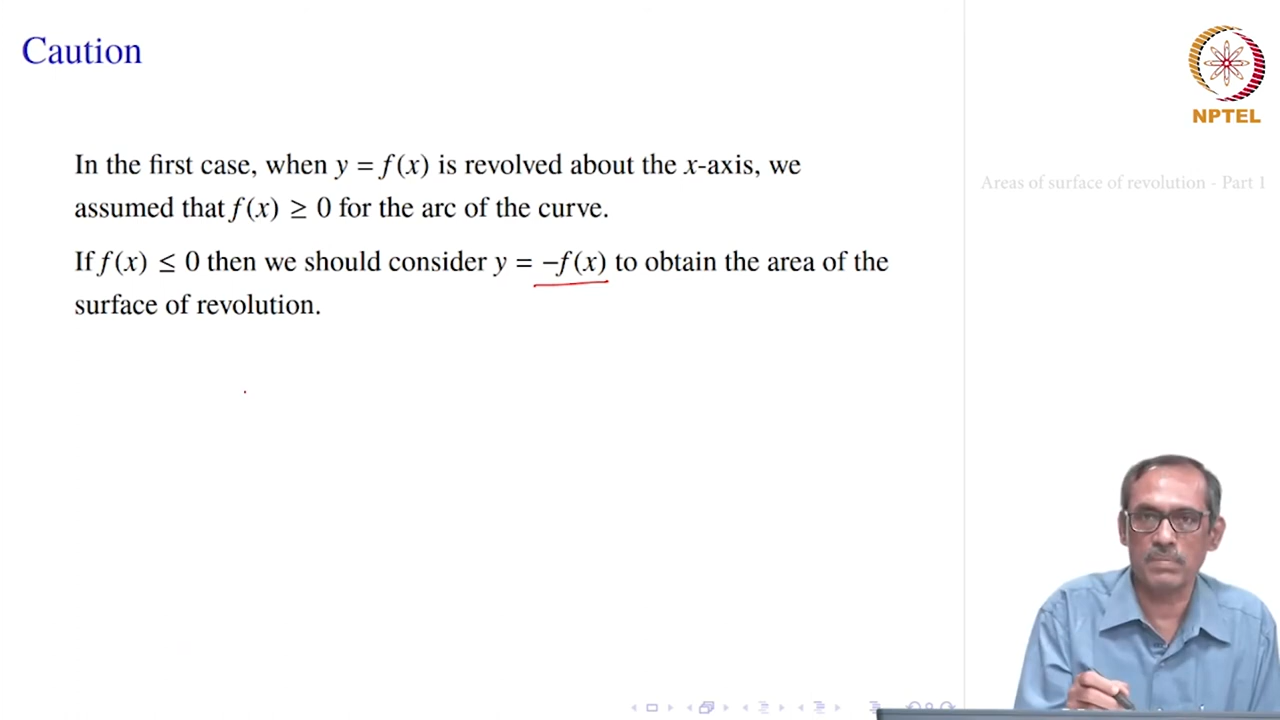 Caution
NPTEL
In the first case, when y = f(x) is revolved about the x-axis, we
assumed that f(x) ≥ 0 for the arc of the curve.
If f(x) ≤ 0 then we should consider y = −f(x) to obtain the area of the
surface of revolution.
Areas of surface of revolution - Part 1